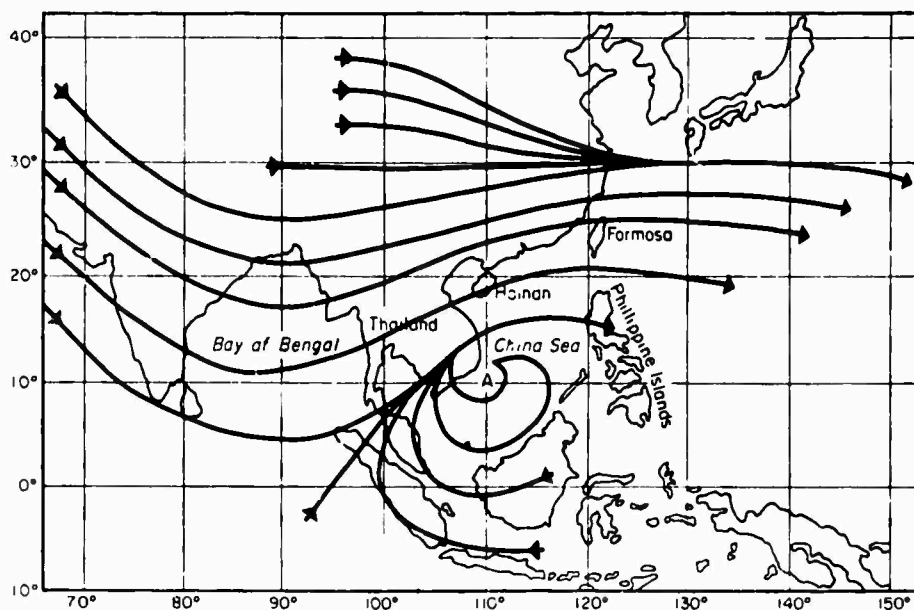 40°
30°
20°
10°
0°
10°
Formosa
Hainan
Phillipine Islands
Thailand
Bay of Bengal
China Sea
A
70°
80°
90°
100°
110°
120°
130°
140°
150°